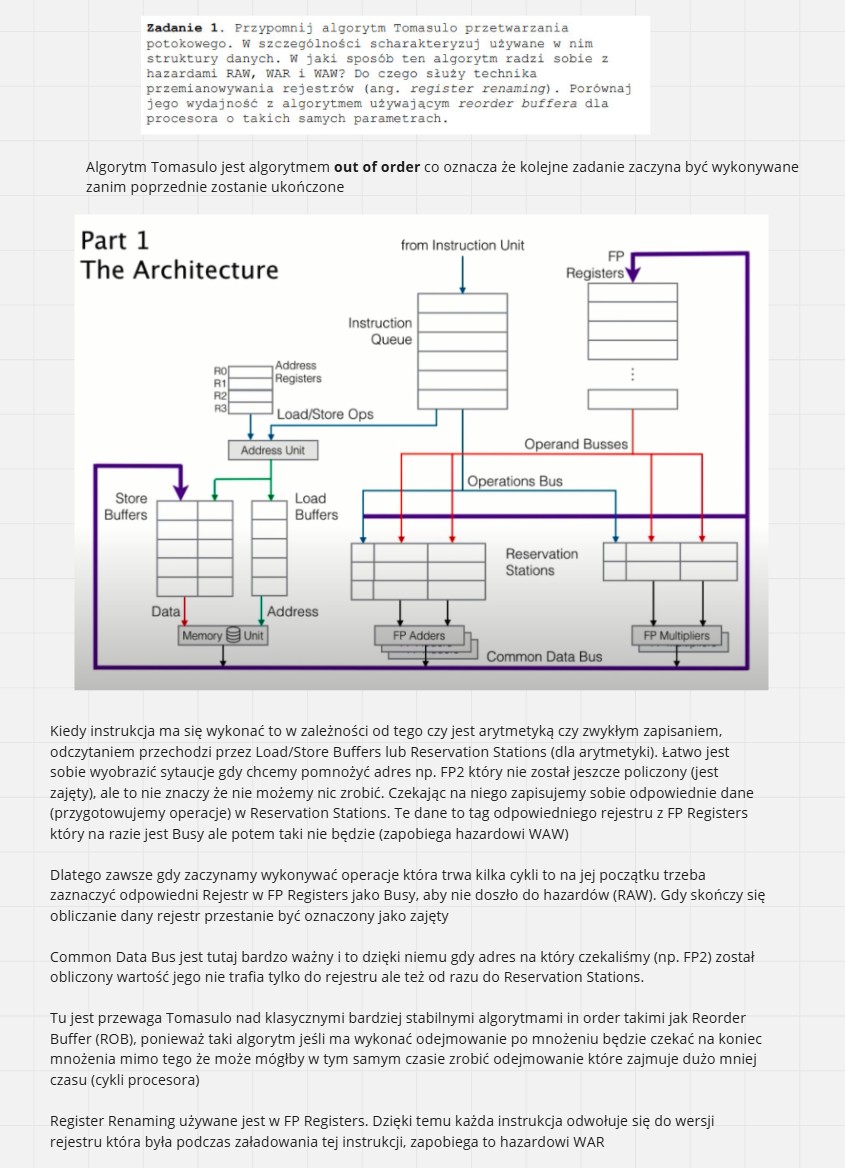 Zadanie 1. Przypomnij algorytm Tomasulo przetwarzania
potokowego. W szczególności scharakteryzuj używane w nim
struktury danych. W jaki sposób ten algorytm radzi sobie z
hazardami RAW, WAR i WAW? Do czego służy technika
przemianowywania rejestrów (ang. register renaming). Porównaj
jego wydajność z algorytmem używającym reorder buffera dla
procesora o takich samych parametrach.
Algorytm Tomasulo jest algorytmem out of order co oznacza że kolejne zadanie zaczyna być wykonywane
zanim poprzednie zostanie ukończone
Part 1
The Architecture
from Instruction Unit
FP
Registers
Instruction
Queue
Address
Registers
R0
R1
R2
R3
Load/Store Ops
Address Unit
Operand Busses
Operations Bus
Store
Buffers
Load
Buffers
Reservation
Stations
Data
Address
Memory Unit
FP Adders
FP Multipliers
Common Data Bus
Kiedy instrukcja ma się wykonać to w zależności od tego czy jest arytmetyką czy zwykłym zapisaniem,
odczytaniem przechodzi przez Load/Store Buffers lub Reservation Stations (dla arytmetyki). Łatwo jest
sobie wyobrazić sytaucje gdy chcemy pomnożyć adres np. FP2 który nie został jeszcze policzony (jest
zajęty), ale to nie znaczy że nie możemy nic zrobić. Czekając na niego zapisujemy sobie odpowiednie dane
(przygotowujemy operacje) w Reservation Stations. Te dane to tag odpowiedniego rejestru z FP Registers
który na razie jest Busy ale potem taki nie będzie (zapobiega hazardowi WAW)
Dlatego zawsze gdy zaczynamy wykonywać operacje która trwa kilka cykli to na jej początku trzeba
zaznaczyć odpowiedni Rejestr w FP Registers jako Busy, aby nie doszło do hazardów (RAW). Gdy skończy się
obliczanie dany rejestr przestanie być oznaczony jako zajęty
Common Data Bus jest tutaj bardzo ważny i to dzięki niemu gdy adres na który czekaliśmy (np. FP2) został
obliczony wartość jego nie trafia tylko do rejestru ale też od razu do Reservation Stations.
Tu jest przewaga Tomasulo nad klasycznymi bardziej stabilnymi algorytmami in order takimi jak Reorder
Buffer (ROB), ponieważ taki algorytm jeśli ma wykonać odejmowanie po mnożeniu będzie czekać na koniec
mnożenia mimo tego że może mógłby w tym samym czasie zrobić odejmowanie które zajmuje dużo mniej
czasu (cykli procesora)
Register Renaming używane jest w FP Registers. Dzięki temu każda instrukcja odwołuje się do wersji
rejestru która była podczas załadowania tej instrukcji, zapobiega to hazardowi WAR